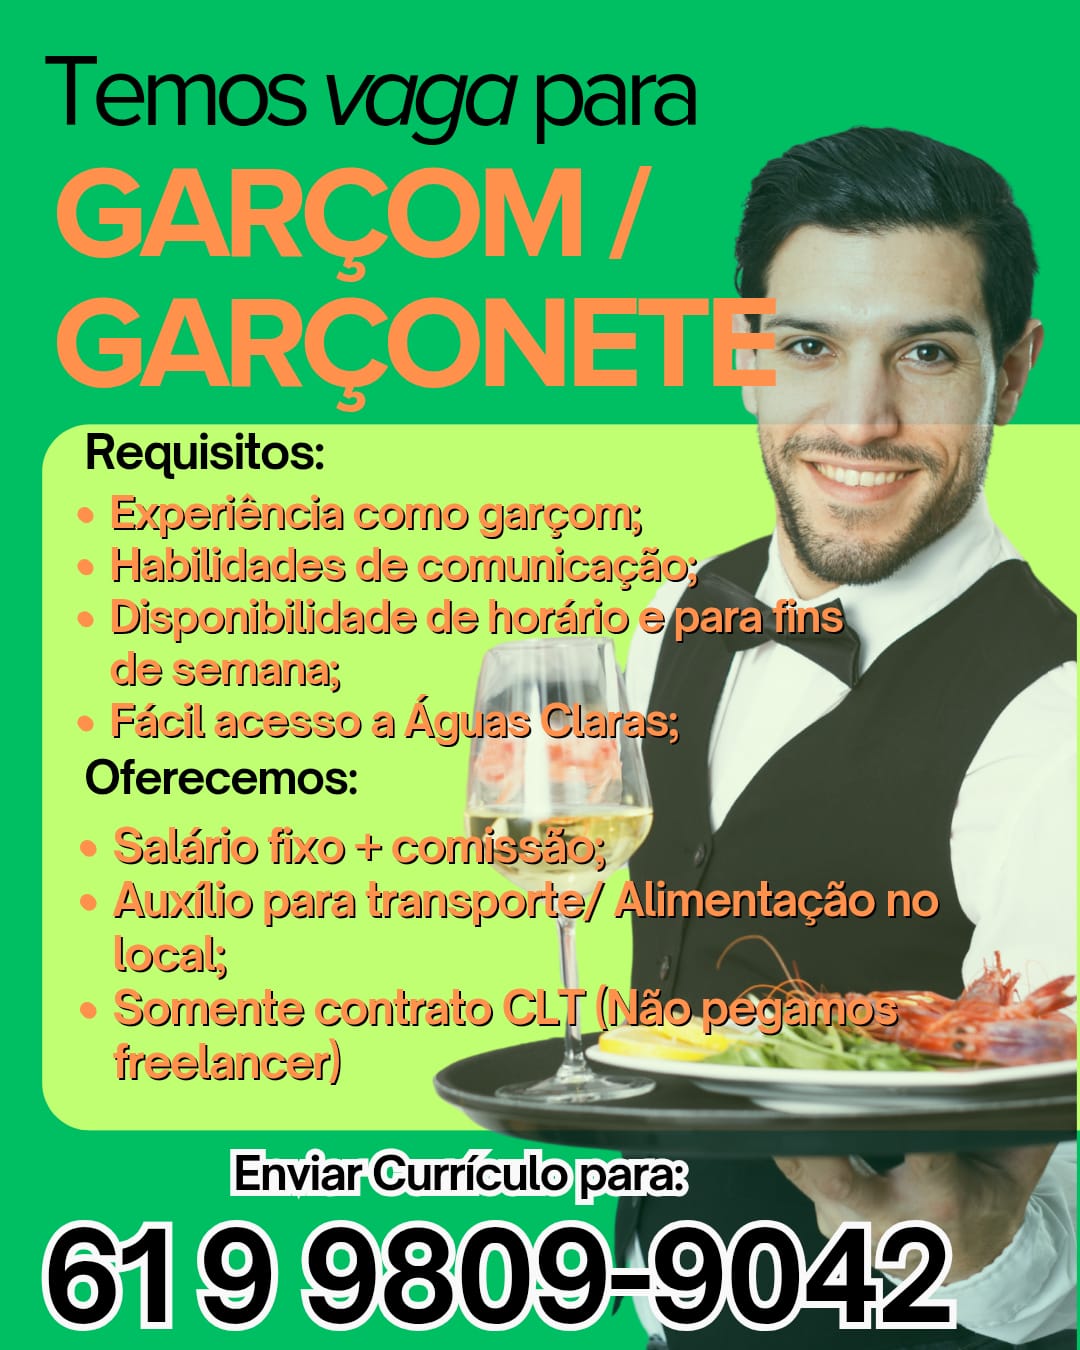 Temos vaga para
GARÇOM /
GARÇONETE
Requisitos:
• Experiência como garçom;
• Habilidades de comunicação;
• Disponibilidade de horário e para fins
de semana;
• Fácil acesso a Águas Claras;
Oferecemos:
• Salário fixo + comissão;
• Auxílio para transporte/ Alimentação no
local;
• Somente contrato CLT (Não pegamos
freelancer)
Enviar Currículo para:
61 9 9809-9042